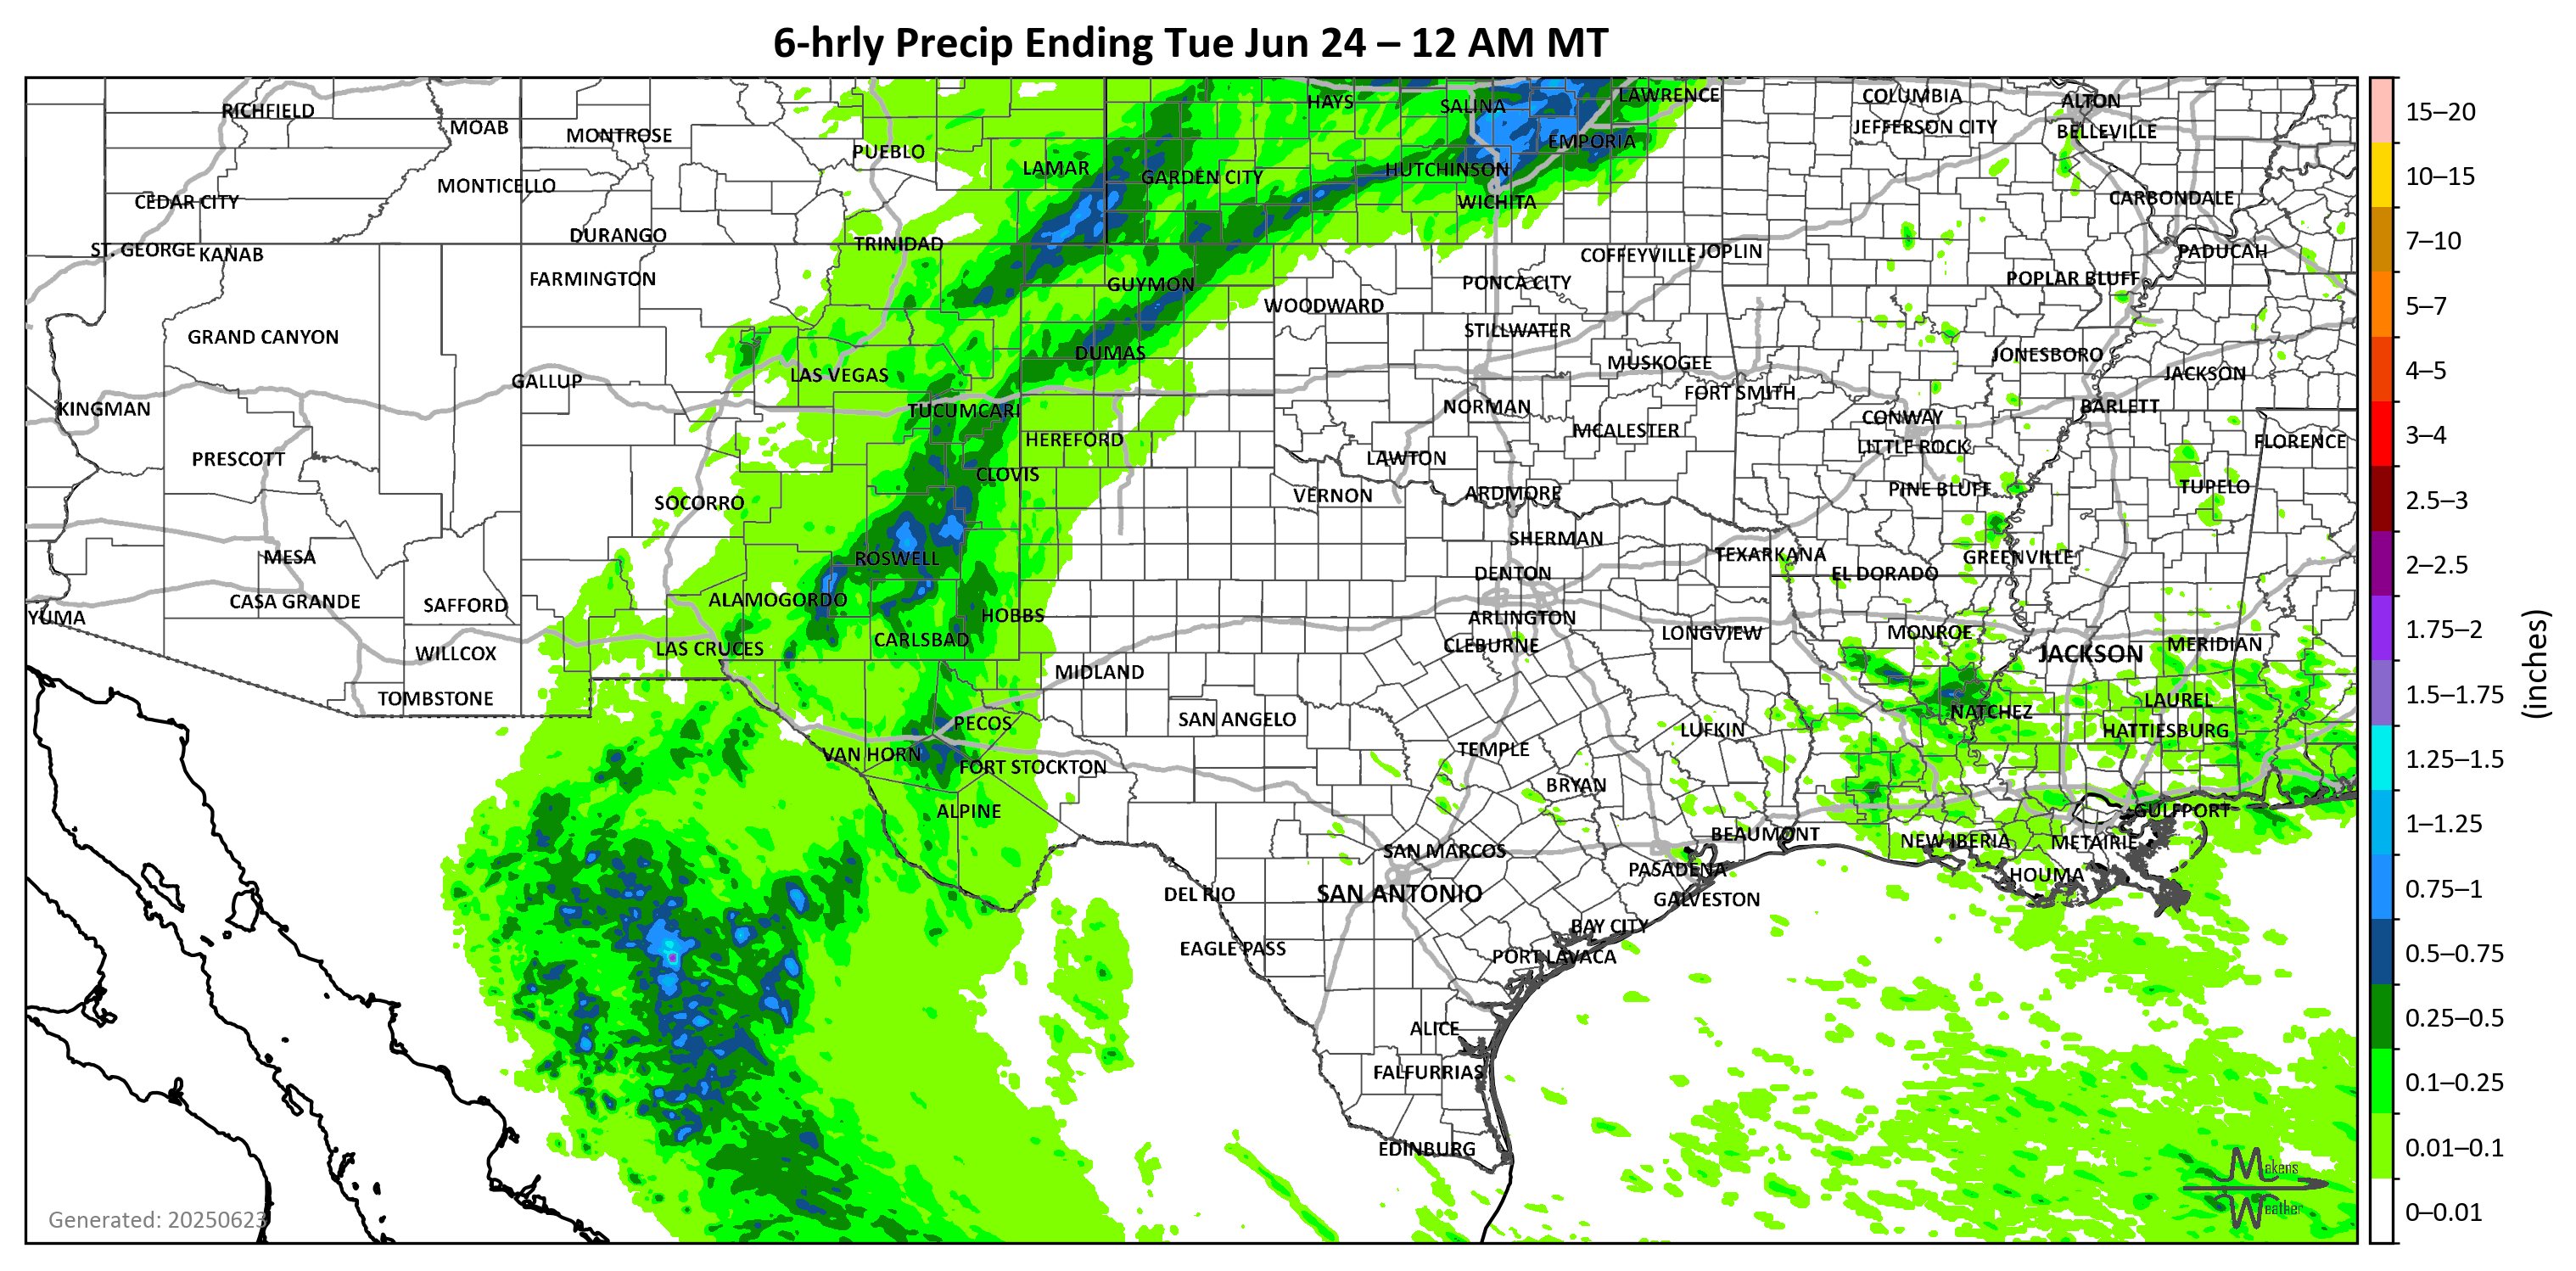 6-hrly Precip Ending Tue Jun 24 – 12 AM MT
RICHFIELD
MOAB
MONTROSE
PUEBLO
LAMAR
HAYS
SALINA
LAWRENCE
EMPORIA
COLUMBIA
JEFFERSON CITY
ALTON
BELLEVILLE
MONTICELLO
CEDAR CITY
GARDEN CITY
HUTCHINSON
WICHITA
CARBONDALE
ST. GEORGE
KANAB
DURANGO
TRINIDAD
COFFEYVILLE
JOPLIN
PADUCAH
FARMINGTON
GUYMON
WOODWARD
PONCA CITY
POPLAR BLUFF
GRAND CANYON
STILLWATER
DUMAS
MUSKOGEE
JONESBORO
GALLUP
LAS VEGAS
FORT SMITH
JACKSON
KINGMAN
TUCUMCARI
NORMAN
CONWAY
BARLETT
PRESCOTT
HEREFORD
MCALESTER
LITTLE ROCK
FLORENCE
CLOVIS
LAWTON
SOCORRO
VERNON
ARDMORE
PINE BLUFF
TUPELO
MESA
ROSWELL
SHERMAN
TEXARKANA
GREENVILLE
DENTON
EL DORADO
YUMA
CASA GRANDE
SAFFORD
ALAMOGORDO
HOBBS
ARLINGTON
CLEBURNE
LONGVIEW
MONROE
JACKSON
MERIDIAN
WILLCOX
LAS CRUCES
CARLSBAD
MIDLAND
TOMBSTONE
PECOS
SAN ANGELO
LUFKIN
NATCHEZ
LAUREL
HATTIESBURG
VAN HORN
FORT STOCKTON
TEMPLE
BRYAN
ALPINE
GULFPORT
BEAUMONT
NEW IBERIA
METAIRIE
SAN MARCOS
PASADENA
HOUMA
DEL RIO
SAN ANTONIO
GALVESTON
EAGLE PASS
BAY CITY
PORT LAVACA
ALICE
FALFURRIAS
EDINBURG
Makens
Weather
Generated: 20250623
15–20
10–15
7–10
5–7
4–5
3–4
2.5–3
2–2.5
1.75–2
1.5–1.75
1.25–1.5
1–1.25
0.75–1
0.5–0.75
0.25–0.5
0.1–0.25
0.01–0.1
0–0.01
(inches)